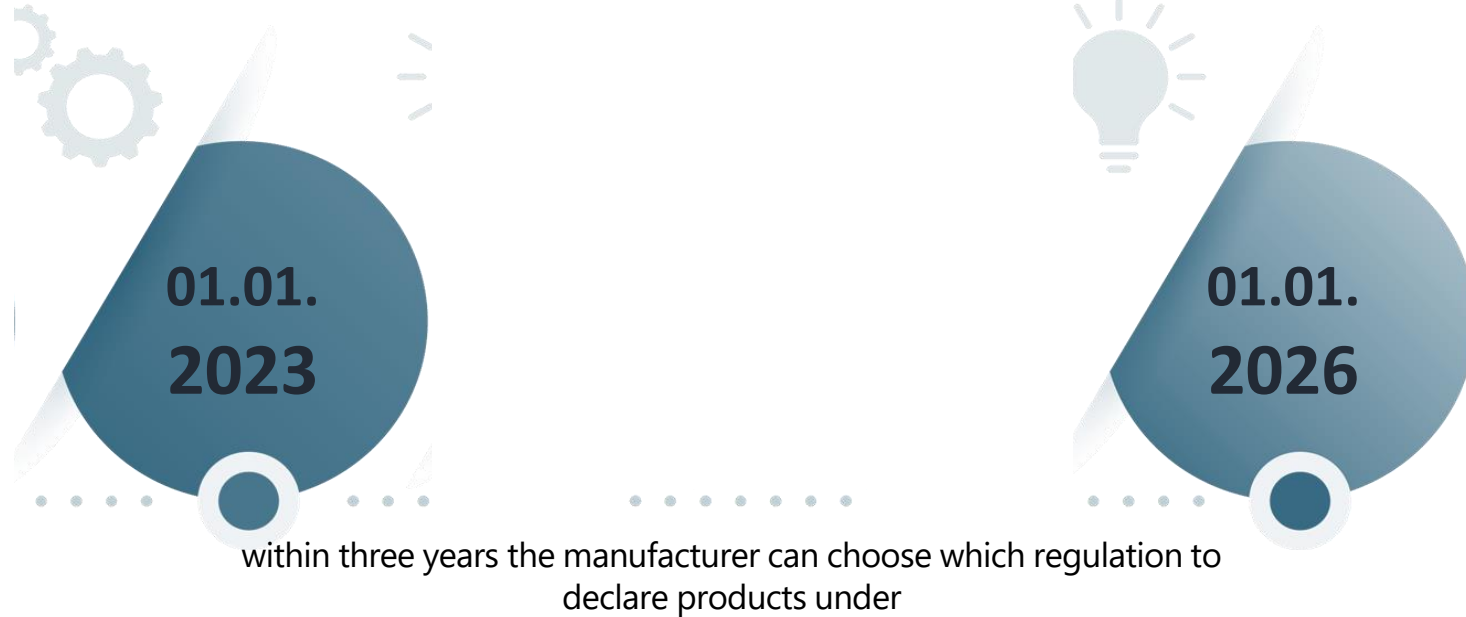 01.01.
2023
01.01.
2026
within three years the manufacturer can choose which regulation to
declare products under